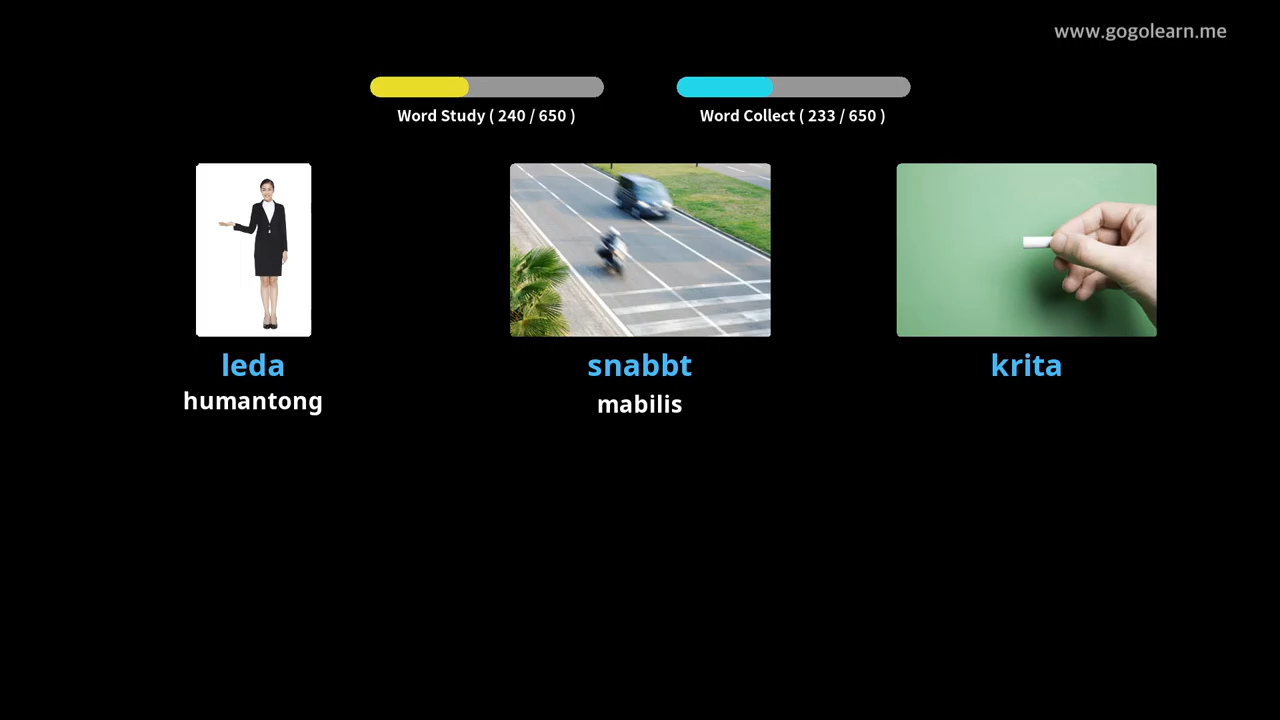 www.gogolearn.me
Word Study ( 240 / 650 )
Word Collect ( 233 / 650 )
leda
snabbt
krita
humantong
mabilis